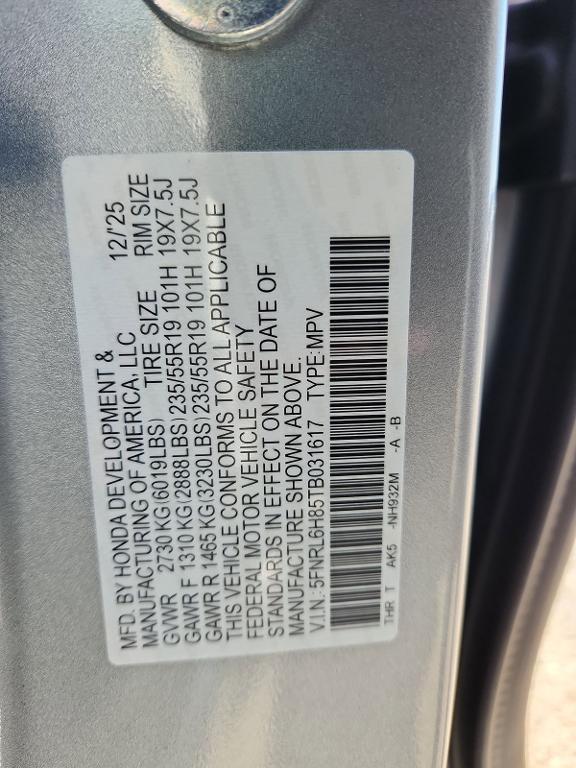 MFD. BY HONDA DEVELOPMENT &
MANUFACTURING OF AMERICA, LLC 12/'25
GVWR 2730 KG(6019LBS) TIRE SIZE RIM SIZE
GAWR F 1310 KG(2888LBS)235/55R19 101H 19X7.5J
GAWR R 1465 KG(3230LBS)235/55R19 101H 19X7.5J
THIS VEHICLE CONFORMS TO ALL APPLICABLE
FEDERAL MOTOR VEHICLE SAFETY
STANDARDS IN EFFECT ON THE DATE OF
MANUFACTURE SHOWN ABOVE.
V.I.N.: 5FNRL6H85TB031617 TYPE: MPV
THR T AK5 -NH932M -A -B